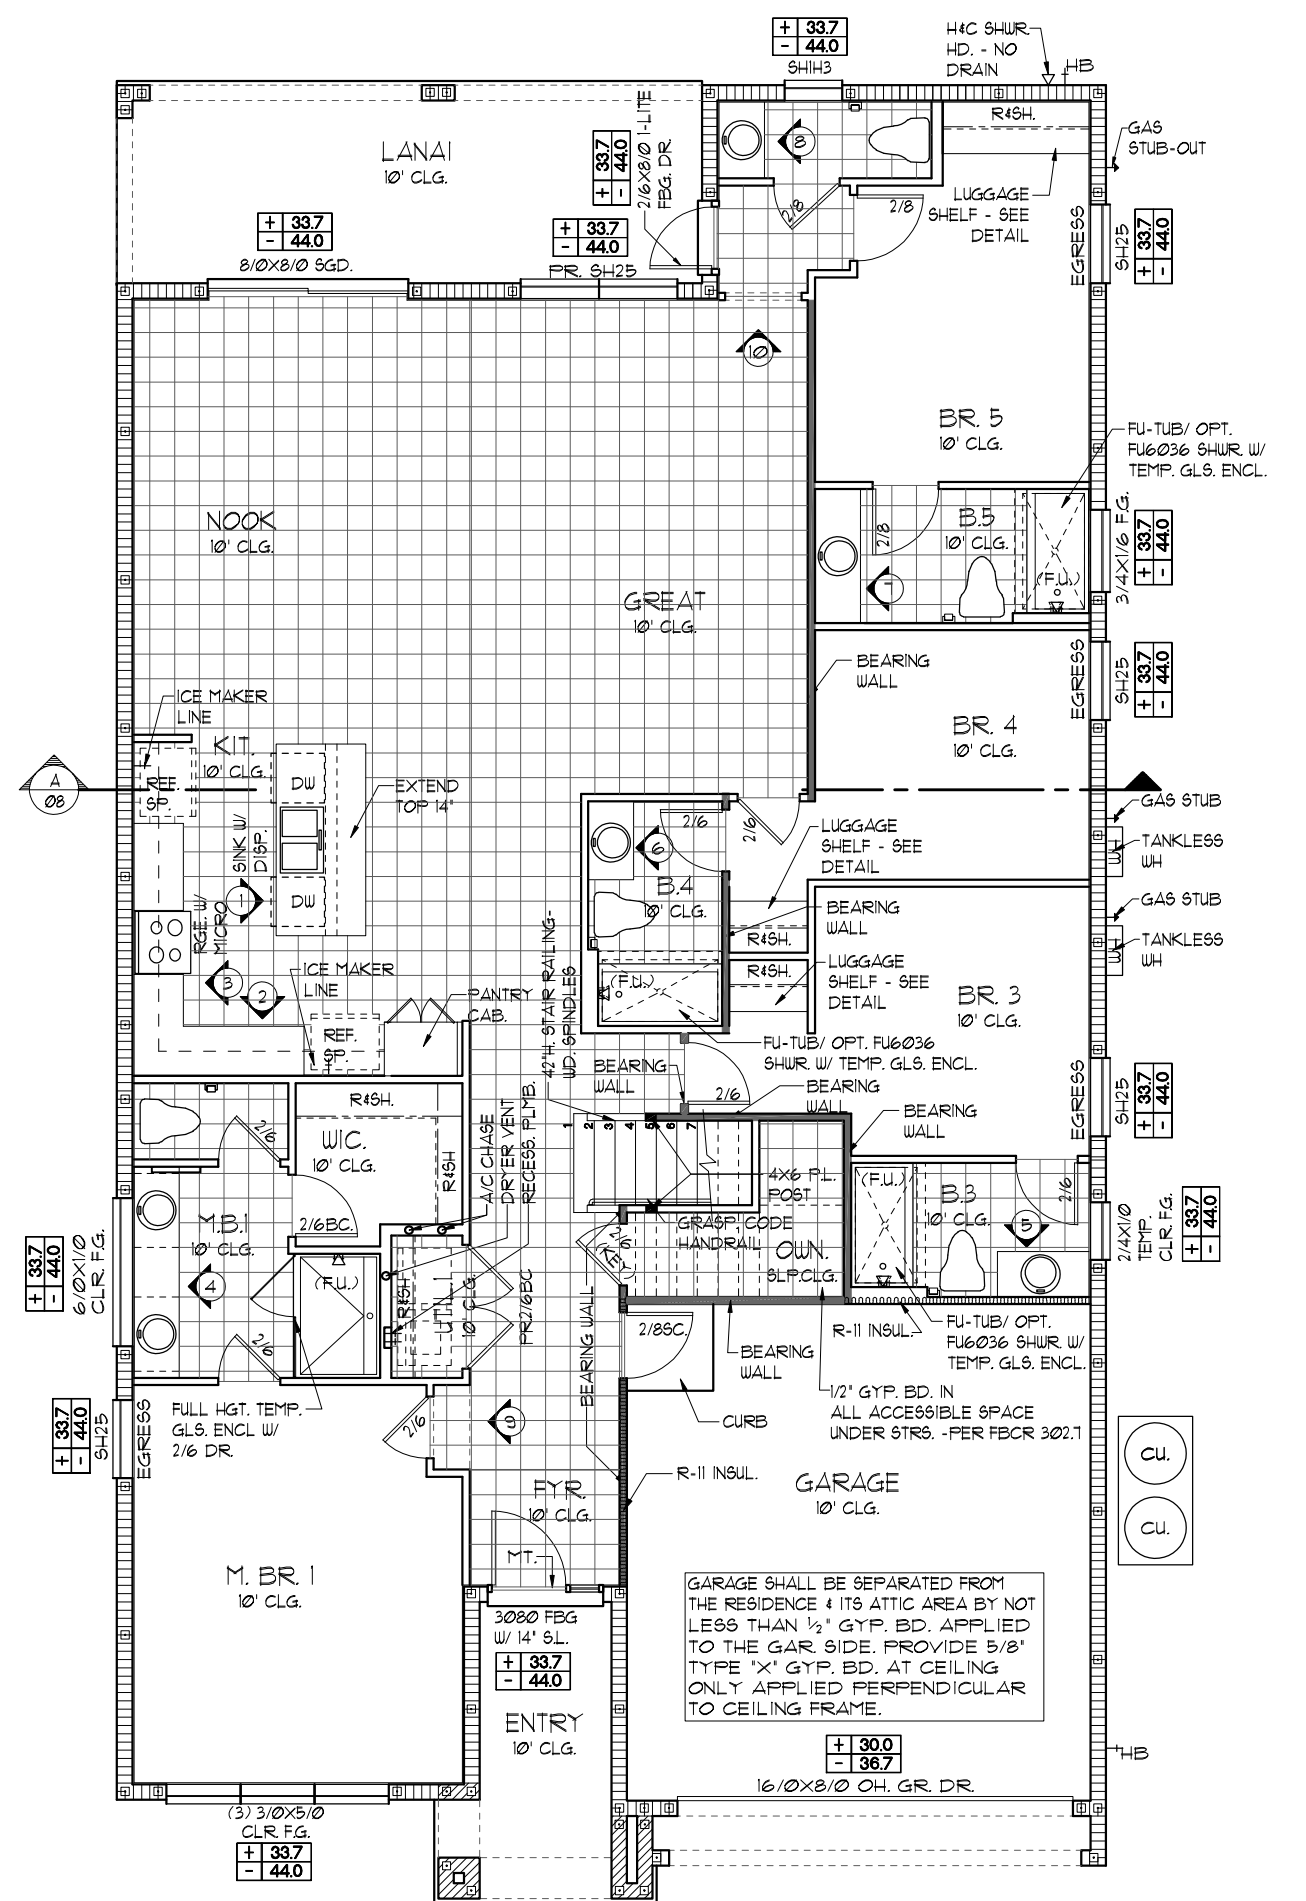 + 33.7
- 44.0
SH1H3
H&C SHWR.
HD. - NO
DRAIN
HB
R&SH.
GAS
STUB-OUT
8
LANAI
10' CLG.
+ 33.7
- 44.0
2/6X8/0 1-LITE
FBG. DR.
2/8
2/8
LUGGAGE
SHELF - SEE
DETAIL
EGRESS
SH25
+ 33.7
- 44.0
+ 33.7
- 44.0
8/0X8/0 SGD.
+ 33.7
- 44.0
PR. SH25
10
BR. 5
10' CLG.
FU-TUB/ OPT.
FU6036 SHWR. W/
TEMP. GLS. ENCL.
NOOK
10' CLG.
2/8
B.5
10' CLG.
(F.U.)
7
3/4X1/6 F.G.
+ 33.7
- 44.0
GREAT
10' CLG.
BEARING
WALL
EGRESS
SH25
+ 33.7
- 44.0
ICE MAKER
LINE
KIT.
10' CLG.
BR. 4
10' CLG.
A
08
REF.
SP.
DW
EXTEND
TOP 14"
SINK W/
DISP.
DW
1
2/6
2/6
6
B.4
10' CLG.
LUGGAGE
SHELF - SEE
DETAIL
GAS STUB
TANKLESS
WH
BEARING
WALL
GAS STUB
TANKLESS
WH
RGE. W/
MICRO
R&SH.
R&SH.
LUGGAGE
SHELF - SEE
DETAIL
3
2
ICE MAKER
LINE
PANTRY
CAB.
REF.
SP.
(F.U.)
42"H. STAIR RAILING-
WD. SPINDLES
BR. 3
10' CLG.
FU-TUB/ OPT. FU6036
SHWR. W/ TEMP. GLS. ENCL.
BEARING
WALL
2/6
BEARING
WALL
BEARING
WALL
EGRESS
SH25
+ 33.7
- 44.0
R&SH.
2/6
WIC.
10' CLG.
R&SH
A/C CHASE
DRYER VENT
RECESS. PLMB.
1
2
3
4
5
6
7
4X6 P.L.
POST
GRASP. CODE
HANDRAIL
OWN.
SLP.CLG.
(F.U.)
B.3
10' CLG.
2/6
5
2/4X1/0
TEMP.
CLR. F.G.
+ 33.7
- 44.0
M.B.1
10' CLG.
2/6BC.
4
(F.U.)
R&SH
UTIL.1
10' CLG
PR.2/6BC
BEARING WALL
+ 33.7
- 44.0
6/0X1/0
CLR. F.G.
2/6
2/8SC.
BEARING
WALL
R-11 INSUL.
FU-TUB/ OPT.
FU6036 SHWR. W/
TEMP. GLS. ENCL.
+ 33.7
- 44.0
SH25
EGRESS
FULL HGT. TEMP.
GLS. ENCL W/
2/6 DR.
2/6
9
CURB
1/2" GYP. BD. IN
ALL ACCESSIBLE SPACE
UNDER STRS. -PER FBCR 302.7
R-11 INSUL.
GARAGE
10' CLG.
CU.
CU.
FYR.
10' CLG.
MT.
M. BR. 1
10' CLG.
3080 FBG
W/ 14" S.L.
+ 33.7
- 44.0
GARAGE SHALL BE SEPARATED FROM
THE RESIDENCE & ITS ATTIC AREA BY NOT
LESS THAN 1/2" GYP. BD. APPLIED
TO THE GAR. SIDE. PROVIDE 5/8"
TYPE "X" GYP. BD. AT CEILING
ONLY APPLIED PERPENDICULAR
TO CEILING FRAME.
ENTRY
10' CLG.
+ 30.0
- 36.7
16/0X8/0 OH. GR. DR.
HB
(3) 3/0X5/0
CLR. F.G.
+ 33.7
- 44.0